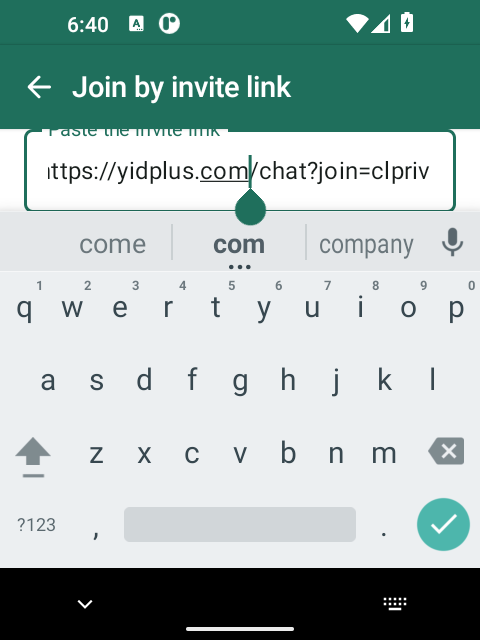 6:40
Join by invite link
Paste the invite link
ttps://yidplus.com/chat?join=clpriv
come com company
1 2 3 4 5 6 7 8 9 0
q w e r t y u i o p
a s d f g h j k l
z x c v b n m
?123 , .